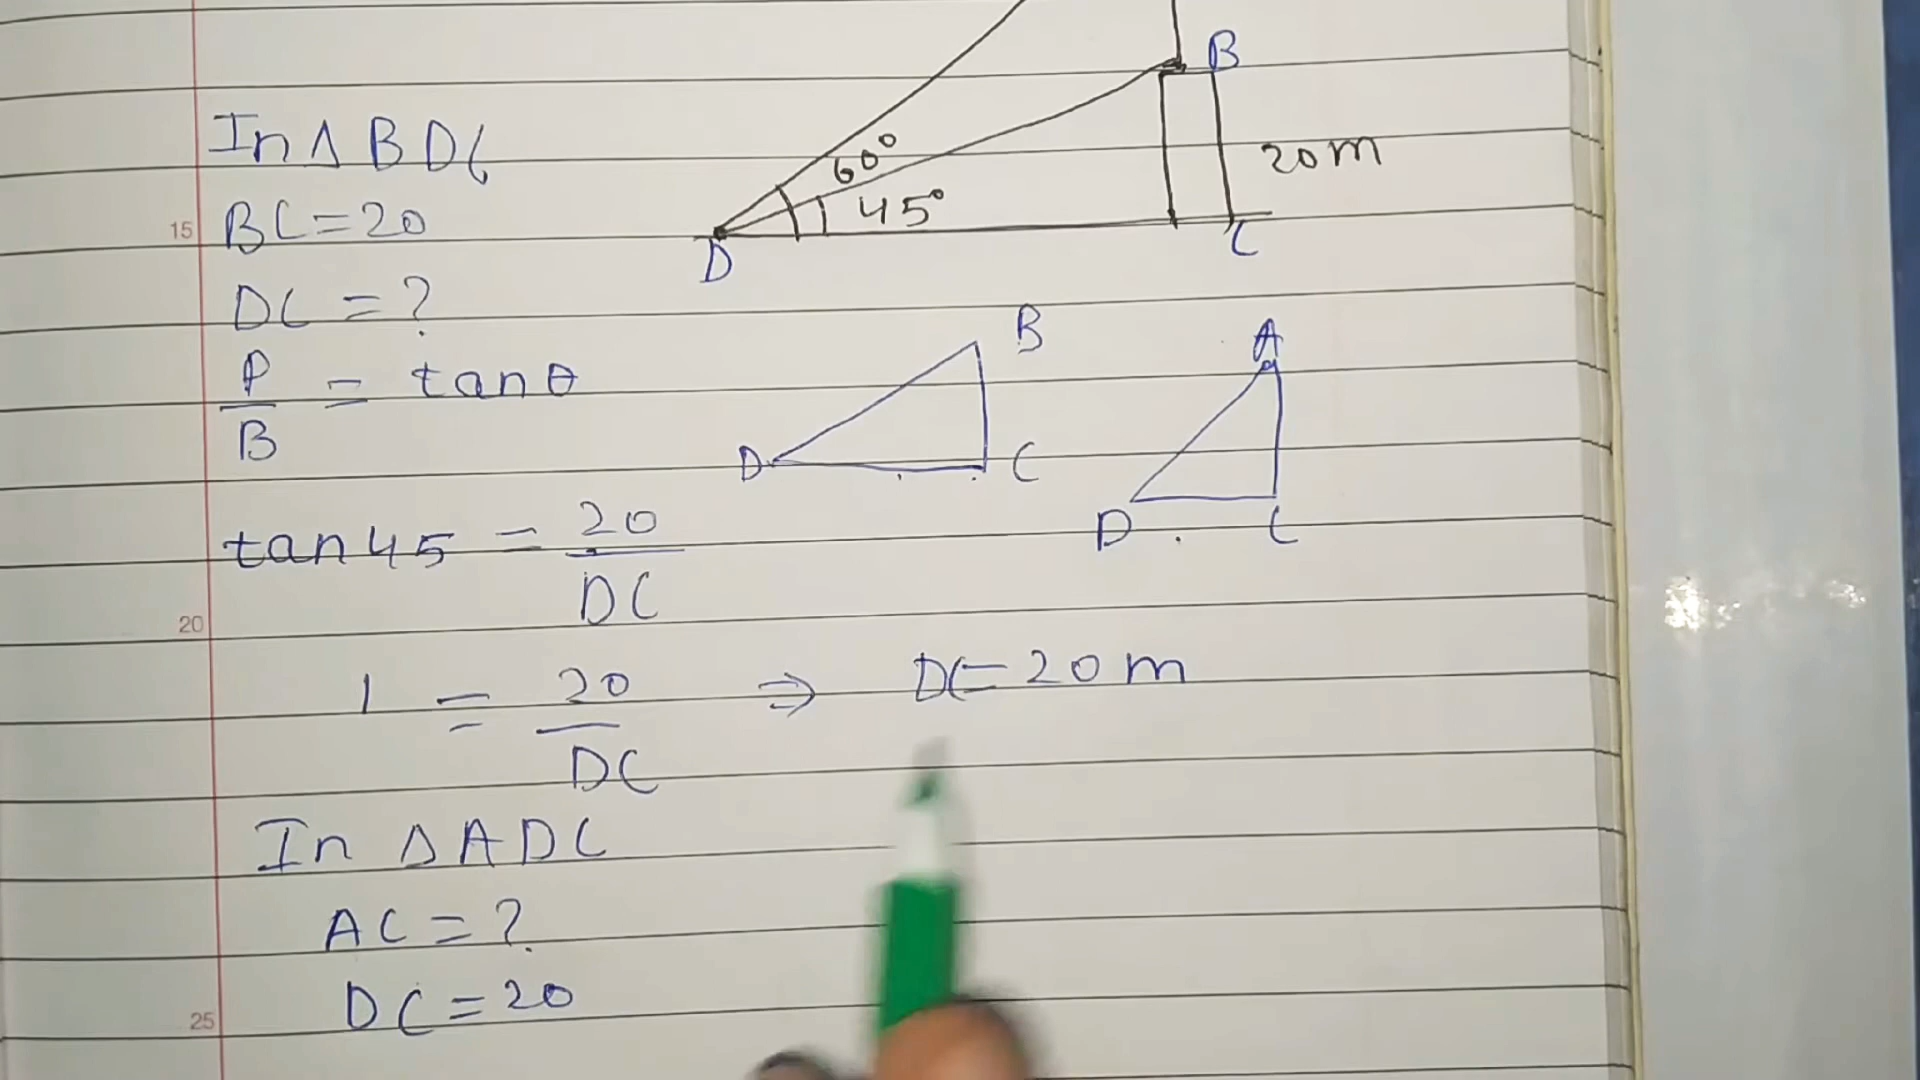 B
20m
60°
45°
D
C
In Δ BDC
15
BC = 20
DC = ?
P/B = tanθ
B
D
C
A
D
C
tan45 = 20/DC
20
1 = 20/DC ⇒ DC = 20 m
In Δ ADC
AC = ?
DC = 20
25